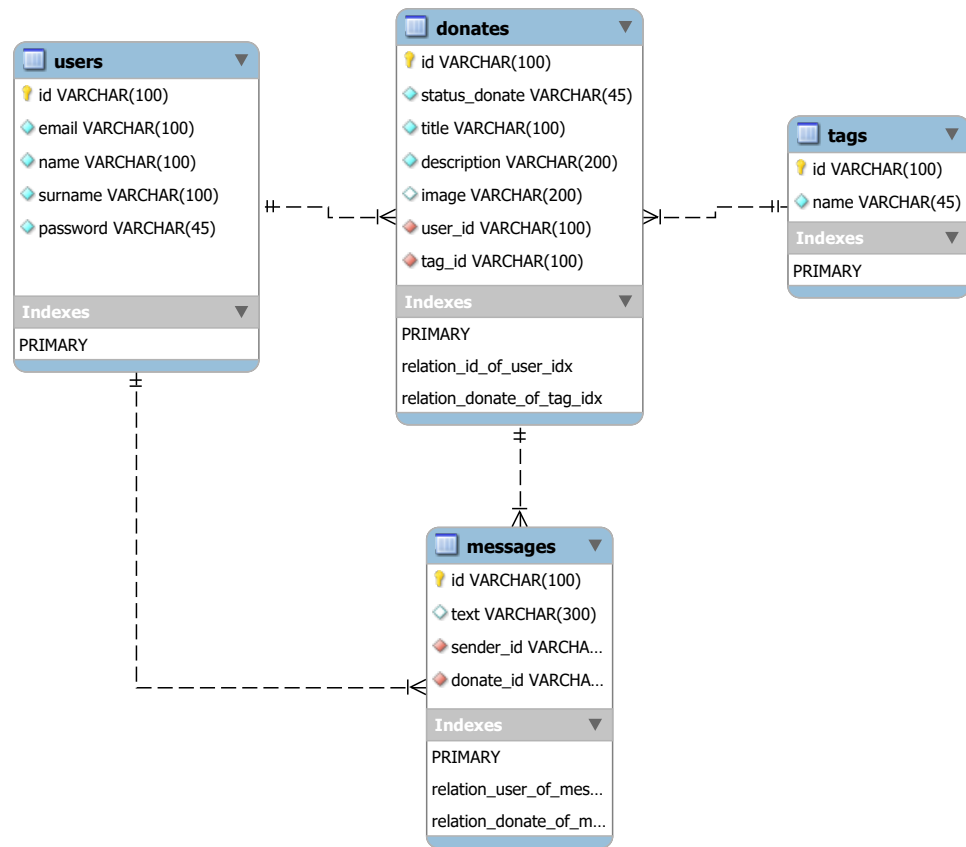 users
id VARCHAR(100)
email VARCHAR(100)
name VARCHAR(100)
surname VARCHAR(100)
password VARCHAR(45)
Indexes
PRIMARY
donates
id VARCHAR(100)
status_donate VARCHAR(45)
title VARCHAR(100)
description VARCHAR(200)
image VARCHAR(200)
user_id VARCHAR(100)
tag_id VARCHAR(100)
Indexes
PRIMARY
relation_id_of_user_idx
relation_donate_of_tag_idx
tags
id VARCHAR(100)
name VARCHAR(45)
Indexes
PRIMARY
messages
id VARCHAR(100)
text VARCHAR(300)
sender_id VARCHA...
donate_id VARCHA...
Indexes
PRIMARY
relation_user_of_mes...
relation_donate_of_m...